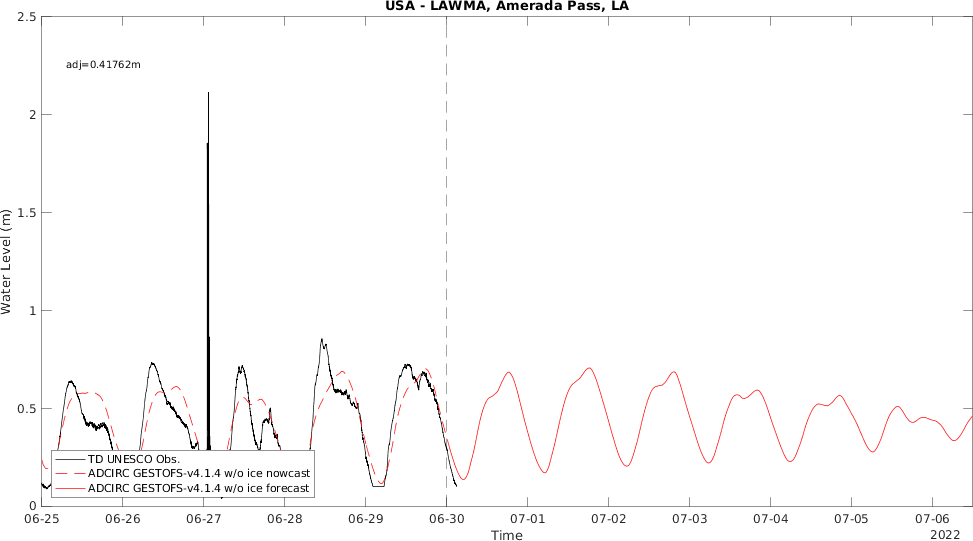 USA - LAWMA, Amerada Pass, LA
2.5
adj=0.41762m
2
1.5
Water Level (m)
1
0.5
TD UNESCO Obs.
ADCIRC GESTOFS-v4.1.4 w/o ice nowcast
ADCIRC GESTOFS-v4.1.4 w/o ice forecast
0
06-25 06-26 06-27 06-28 06-29 06-30 07-01 07-02 07-03 07-04 07-05 07-06
Time
2022